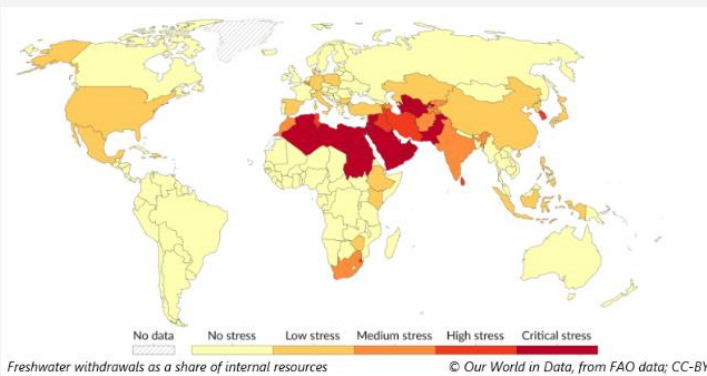 No data No stress Low stress Medium stress High stress Critical stress
Freshwater withdrawals as a share of internal resources © Our World in Data, from FAO data; CC-BY